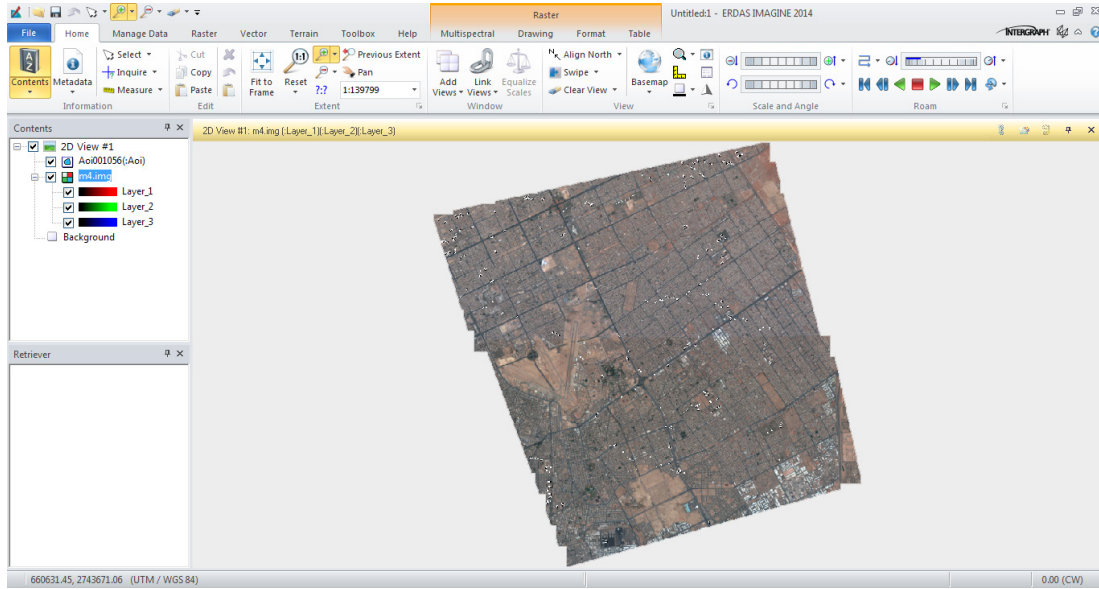 Raster
Untitled:1 - ERDAS IMAGINE 2014
File Home Manage Data Raster Vector Terrain Toolbox Help Multispectral Drawing Format Table
INTERGRAPH
Contents
Metadata
Select
Inquire
Measure
Information
Cut
Copy
Paste
Edit
Fit to Frame
1:1
Reset
Previous Extent
Pan
?:?
1:139799
Extent
Add Views
Link Views
Equalize Scales
Window
Align North
Swipe
Clear View
Basemap
View
Scale and Angle
Roam
Contents
2D View #1: m4.img (:Layer_1)(:Layer_2)(:Layer_3)
2D View #1
Aoi001056(:Aoi)
m4.img
Layer_1
Layer_2
Layer_3
Background
Retriever
660631.45, 2743671.06 (UTM / WGS 84)
0.00 (CW)